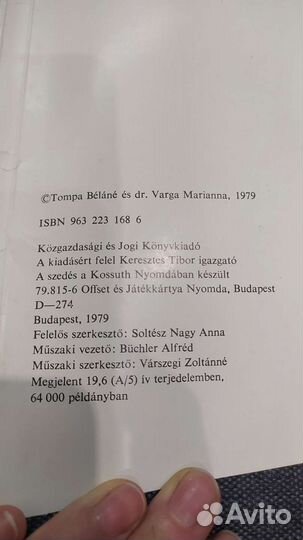 ©Tompa Béláné és dr. Varga Marianna, 1979
ISBN 963 223 168 6
Közgazdasági és Jogi Könyvkiadó
A kiadásért felel Keresztes Tibor igazgató
A szedés a Kossuth Nyomdában készült
79.815-6 Offset és Játékkártya Nyomda, Budapest
D—274
Budapest, 1979
Felelős szerkesztő: Soltész Nagy Anna
Műszaki vezető: Büchler Alfréd
Műszaki szerkesztő: Várszegi Zoltánné
Megjelent 19,6 (A/5) ív terjedelemben,
64 000 példányban
Avito